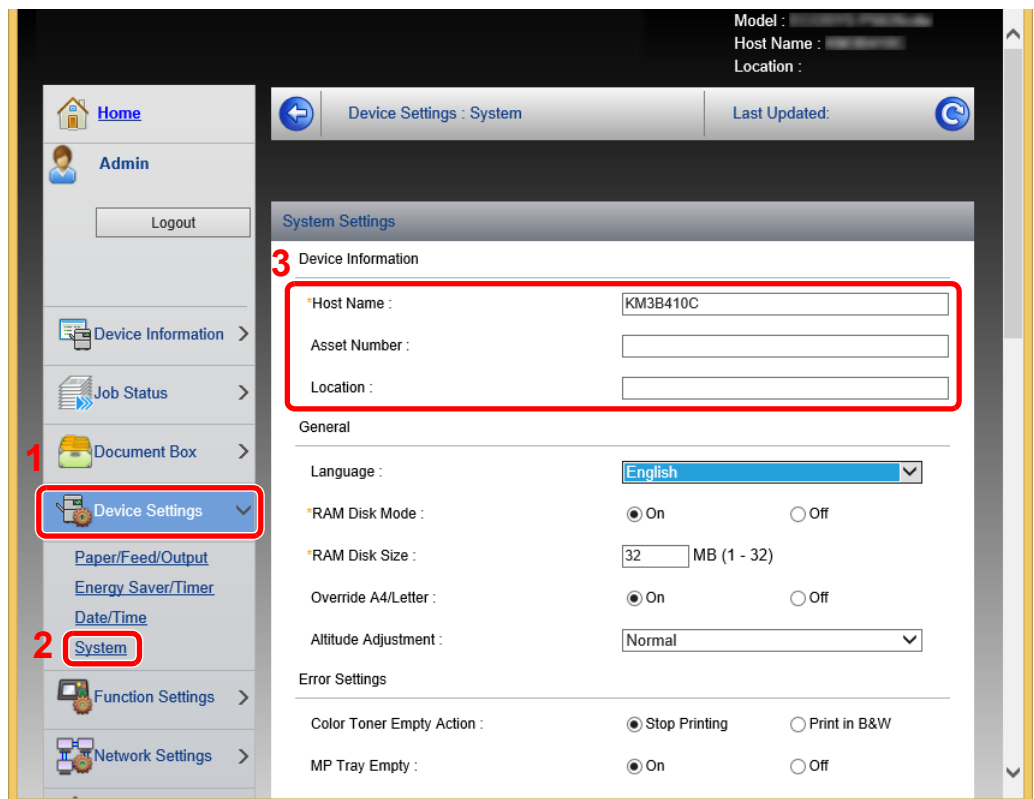 Model :
Host Name :
Location :
Home
Admin
Logout
Device Information
Job Status
1
Document Box
Device Settings
Paper/Feed/Output
Energy Saver/Timer
Date/Time
2
System
Function Settings
Network Settings
Device Settings : System
Last Updated:
System Settings
3
Device Information
*Host Name :
KM3B410C
Asset Number :
Location :
General
Language :
English
*RAM Disk Mode :
On
Off
*RAM Disk Size :
32
MB (1 - 32)
Override A4/Letter :
On
Off
Altitude Adjustment :
Normal
Error Settings
Color Toner Empty Action :
Stop Printing
Print in B&W
MP Tray Empty :
On
Off